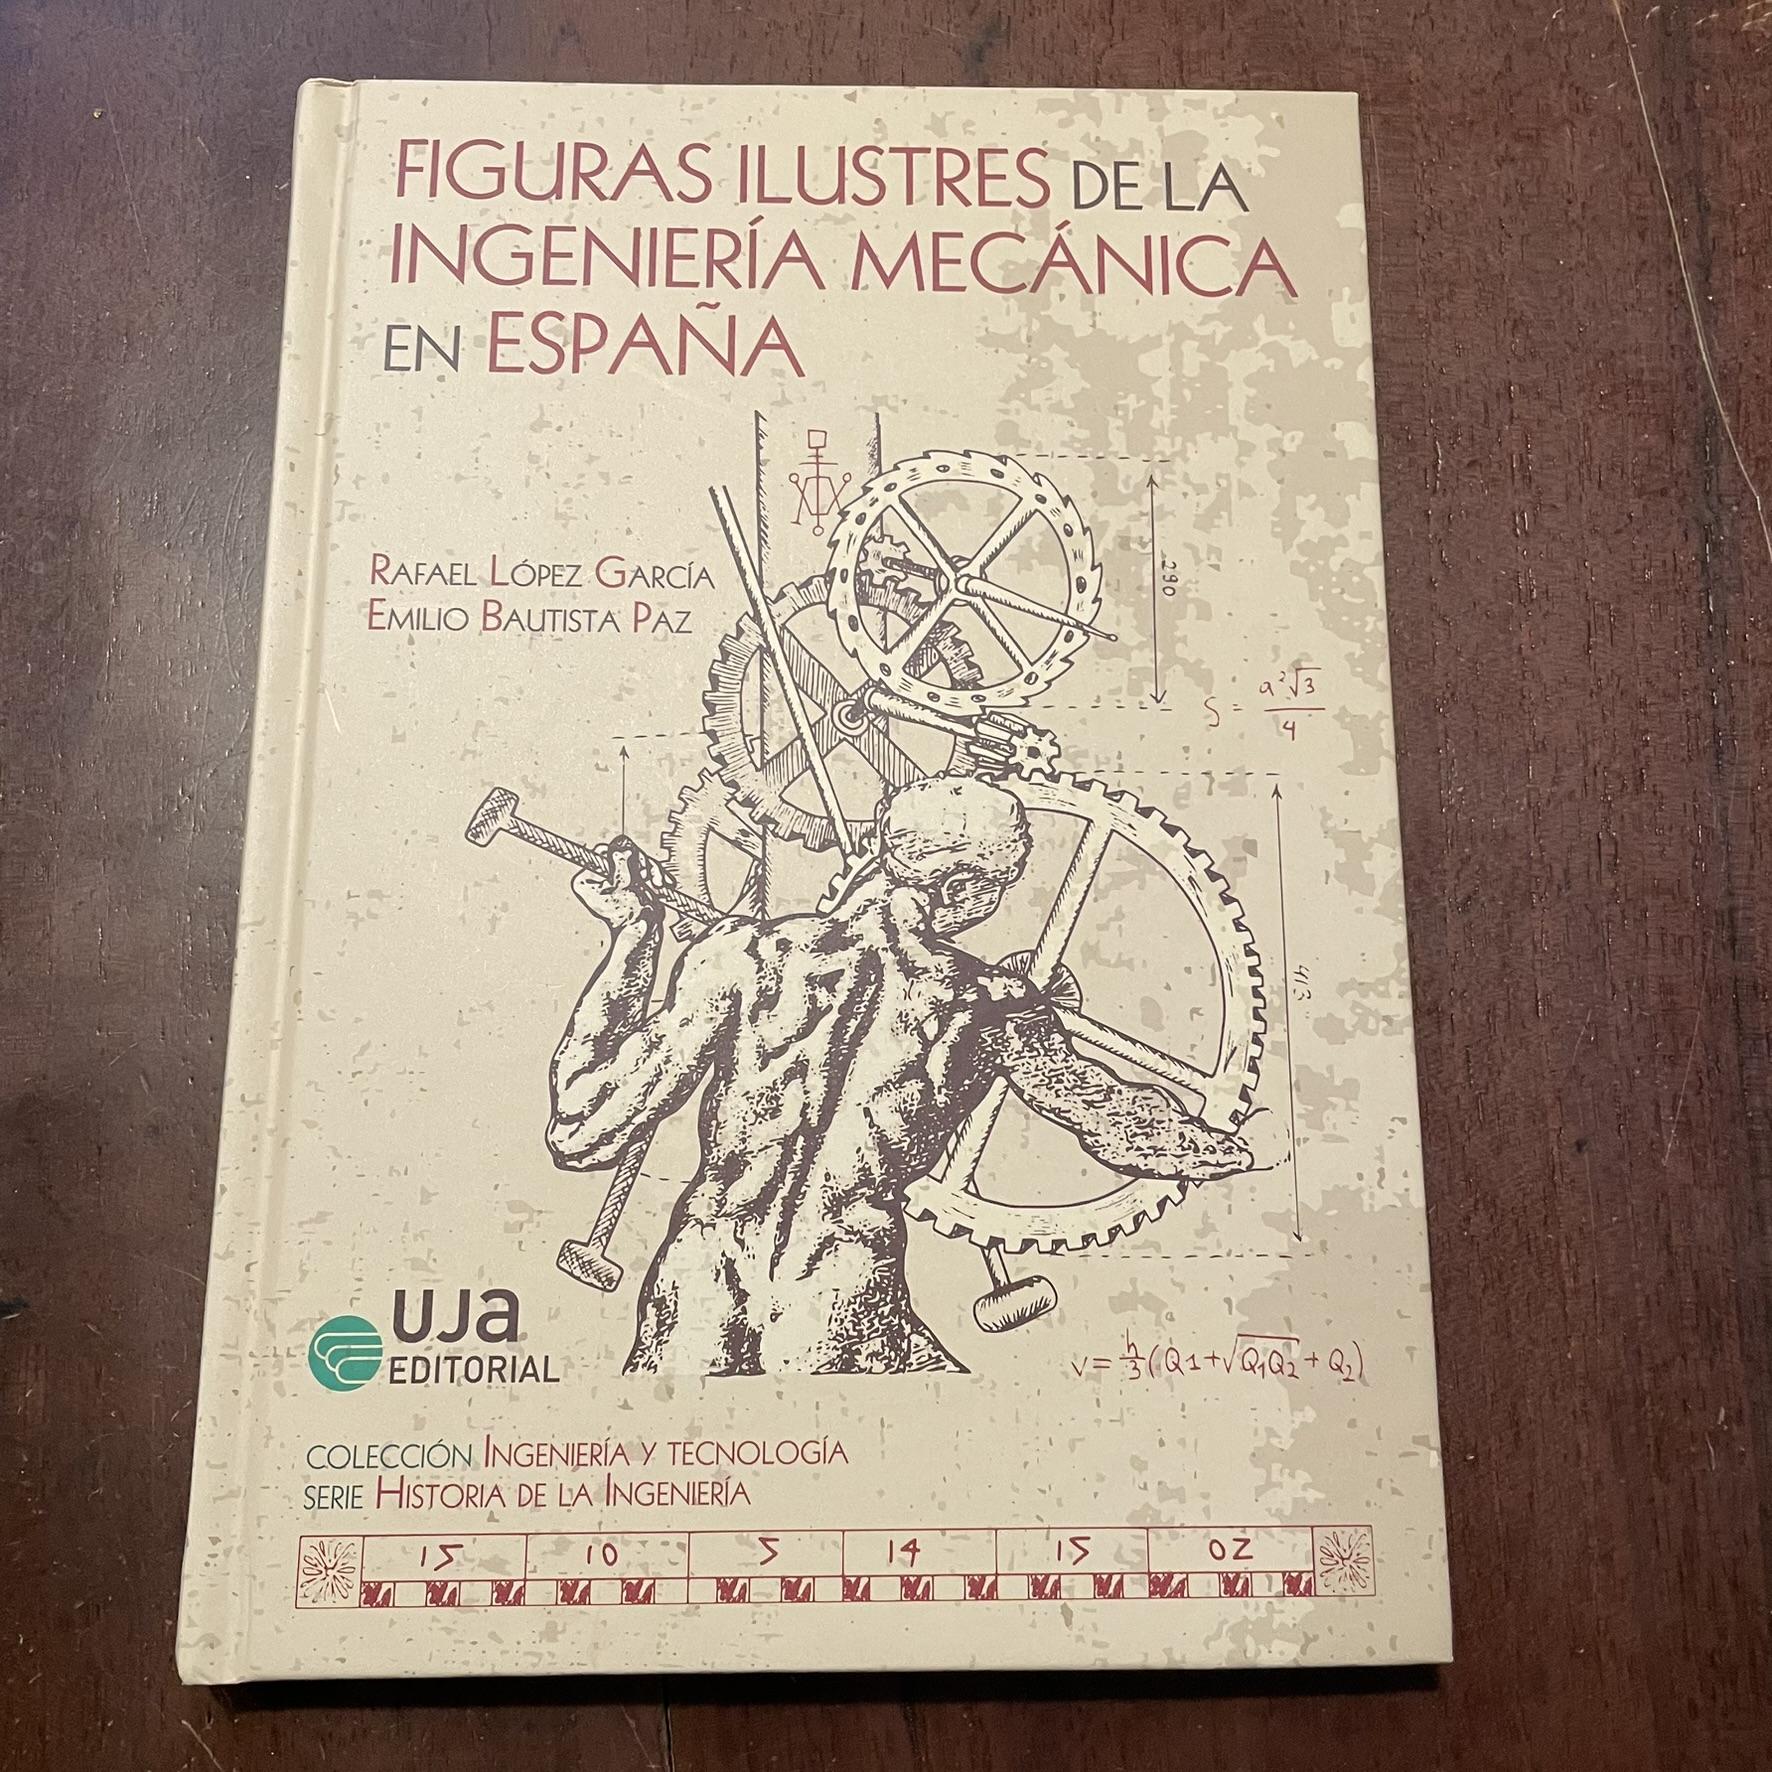 FIGURAS ILUSTRES DE LA
INGENIERÍA MECÁNICA
EN ESPAÑA
RAFAEL LÓPEZ GARCÍA
EMILIO BAUTISTA PAZ
290
S = a²√3/4
413
UJa
EDITORIAL
v = h/3 (Q1+√Q1Q2 + Q2)
COLECCIÓN INGENIERÍA Y TECNOLOGÍA
SERIE HISTORIA DE LA INGENIERÍA
15 10 5 14 15 02